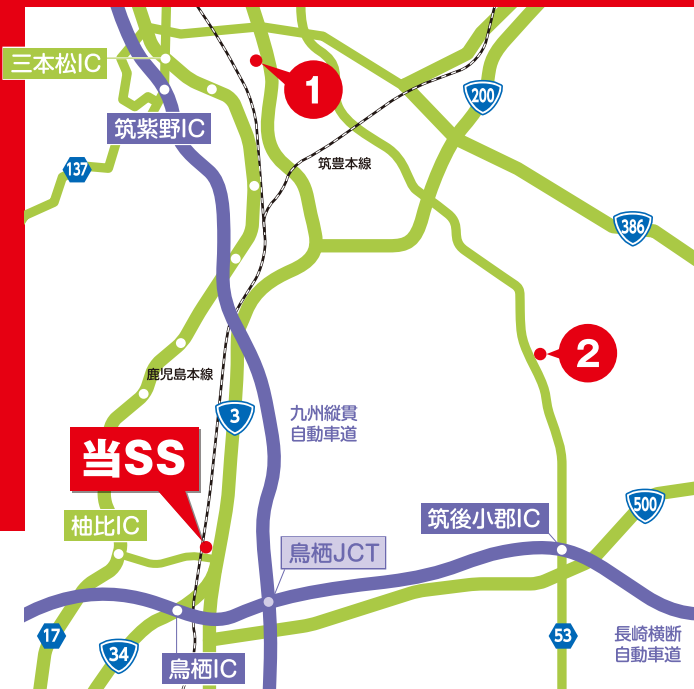 三本松IC
1
200
筑紫野IC
筑豊本線
137
386
2
鹿児島本線
3
九州縦貫
自動車道
当SS
500
筑後小郡IC
柚比IC
鳥栖JCT
17
34
鳥栖IC
53
長崎横断
自動車道